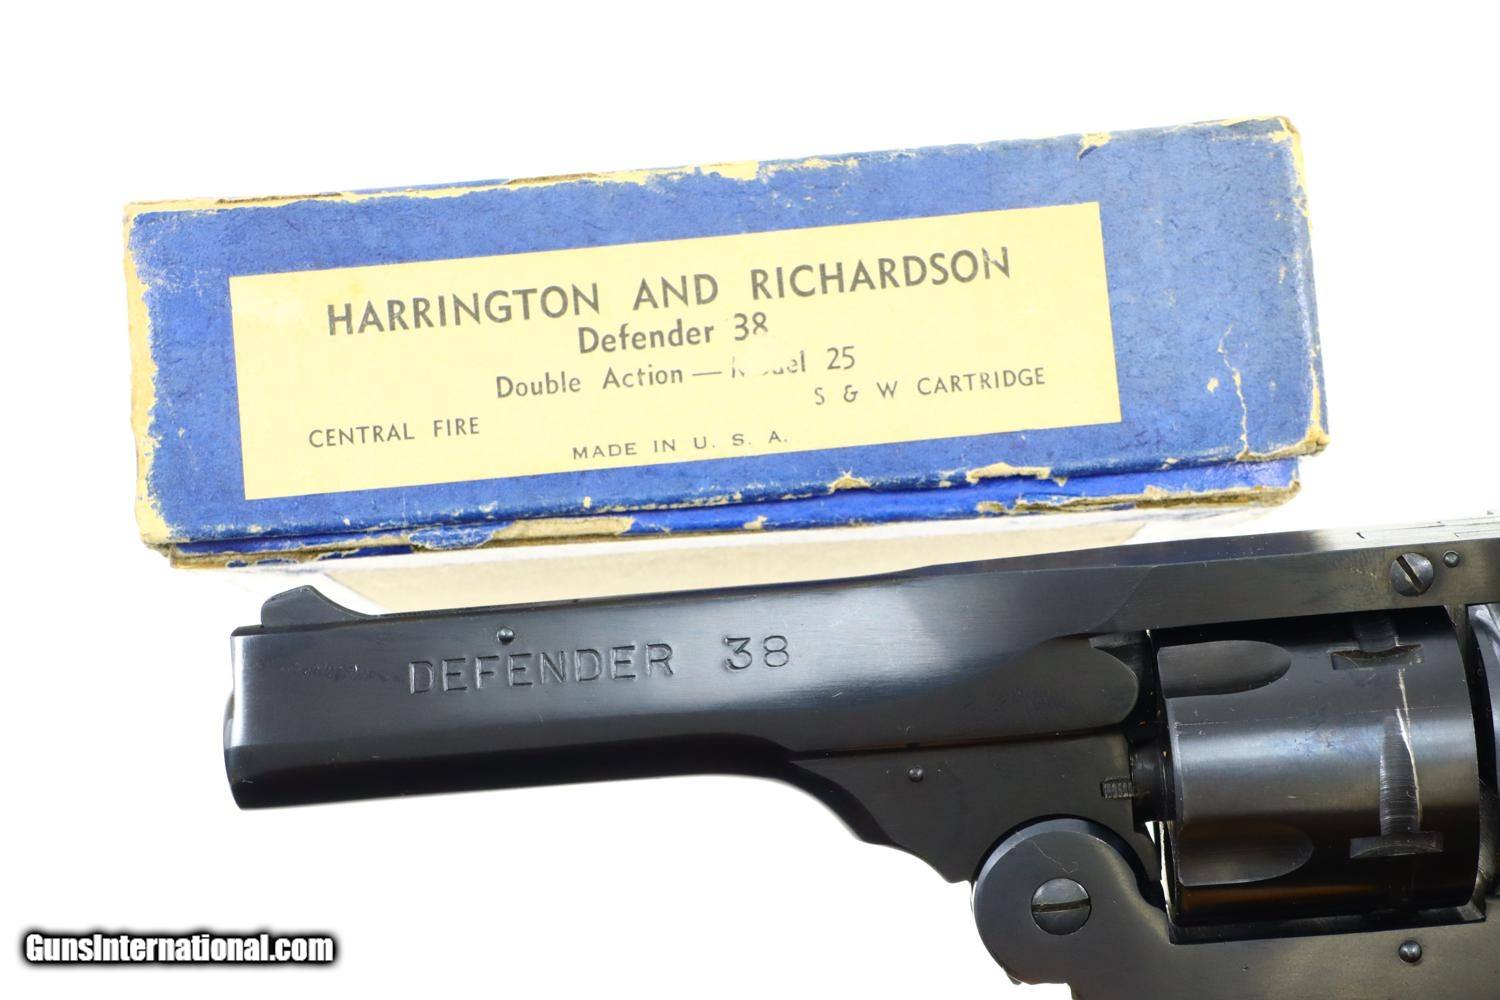 HARRINGTON AND RICHARDSON
Defender 38
Double Action — 25
CENTRAL FIRE S & W CARTRIDGE
MADE IN U. S. A.
DEFENDER 38
GunsInternational.com